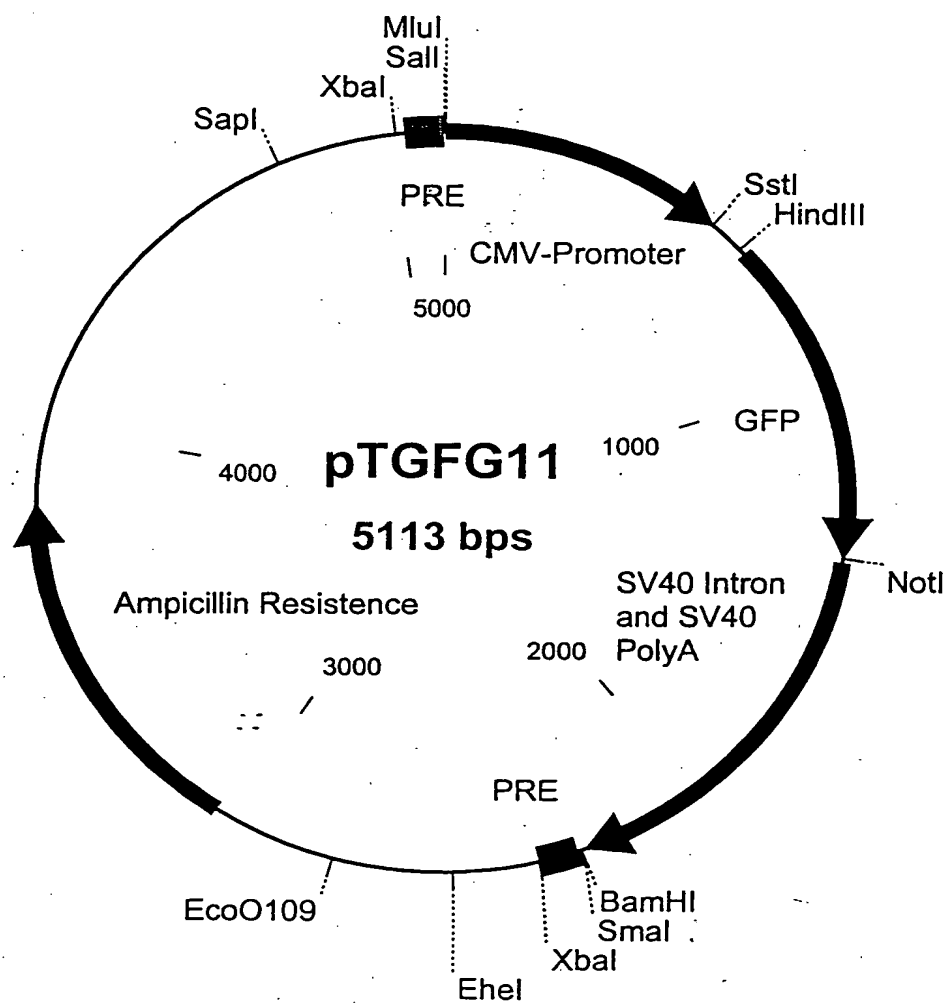 MluI
SalI
XbaI
SapI
PRE
SstI
HindIII
CMV-Promoter
5000
GFP
1000
4000
pTGFG11
5113 bps
NotI
SV40 Intron
and SV40
PolyA
Ampicillin Resistence
2000
3000
PRE
BamHI
SmaI
EcoO109
XbaI
EheI